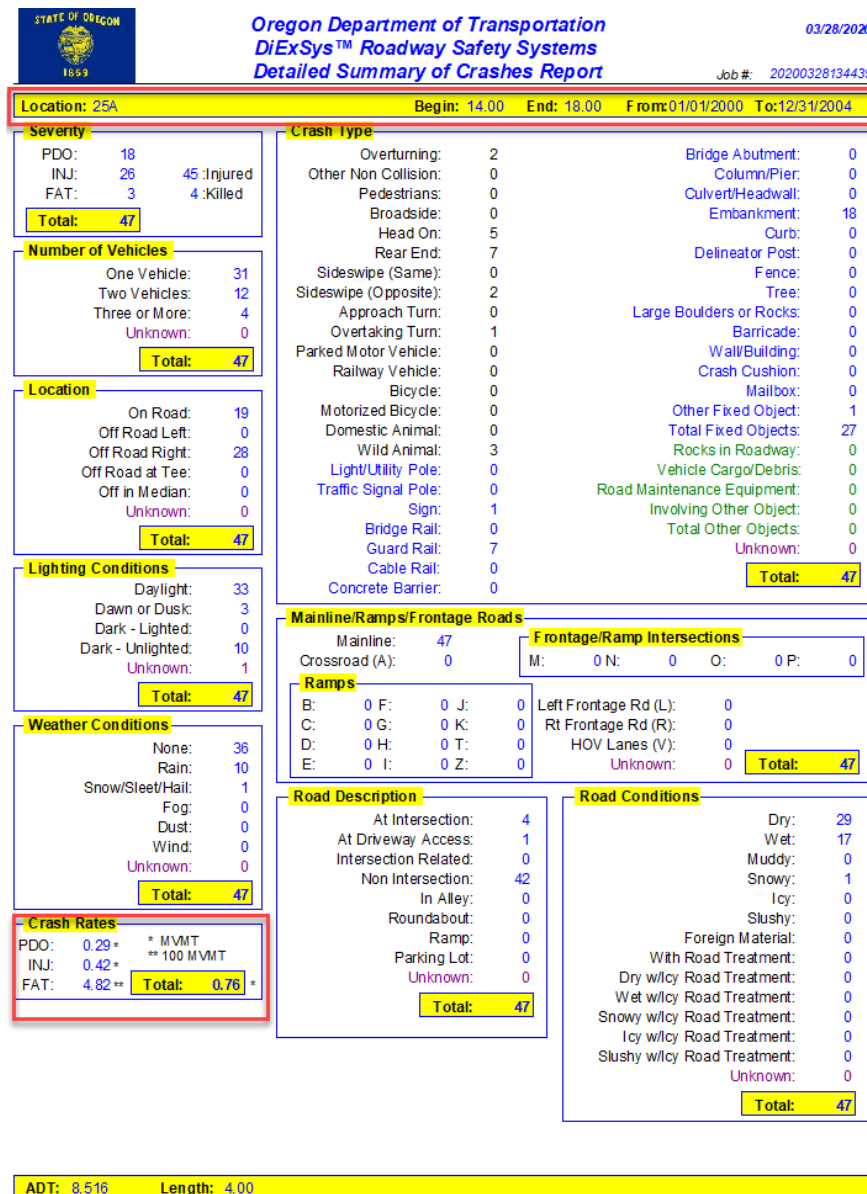 STATE OF OREGON
1859
Oregon Department of Transportation
DiExSys™ Roadway Safety Systems
Detailed Summary of Crashes Report
03/28/2020
Job #: 20200328134439
Location: 25A Begin: 14.00 End: 18.00 From:01/01/2000 To:12/31/2004
Severity
PDO: 18
INJ: 26 45 :Injured
FAT: 3 4 :Killed
Total: 47
Number of Vehicles
One Vehicle: 31
Two Vehicles: 12
Three or More: 4
Unknown: 0
Total: 47
Location
On Road: 19
Off Road Left: 0
Off Road Right: 28
Off Road at Tee: 0
Off in Median: 0
Unknown: 0
Total: 47
Lighting Conditions
Daylight: 33
Dawn or Dusk: 3
Dark - Lighted: 0
Dark - Unlighted: 10
Unknown: 1
Total: 47
Weather Conditions
None: 36
Rain: 10
Snow/Sleet/Hail: 1
Fog: 0
Dust: 0
Wind: 0
Unknown: 0
Total: 47
Crash Rates
PDO: 0.29 * * MVMT
INJ: 0.42 * ** 100 MVMT
FAT: 4.82 ** Total: 0.76 *
Crash Type
Overturning: 2
Other Non Collision: 0
Pedestrians: 0
Broadside: 0
Head On: 5
Rear End: 7
Sideswipe (Same): 0
Sideswipe (Opposite): 2
Approach Turn: 0
Overtaking Turn: 1
Parked Motor Vehicle: 0
Railway Vehicle: 0
Bicycle: 0
Motorized Bicycle: 0
Domestic Animal: 0
Wild Animal: 3
Light/Utility Pole: 0
Traffic Signal Pole: 0
Sign: 1
Bridge Rail: 0
Guard Rail: 7
Cable Rail: 0
Concrete Barrier: 0
Bridge Abutment: 0
Column/Pier: 0
Culvert/Headwall: 0
Embankment: 18
Curb: 0
Delineator Post: 0
Fence: 0
Tree: 0
Large Boulders or Rocks: 0
Barricade: 0
Wall/Building: 0
Crash Cushion: 0
Mailbox: 0
Other Fixed Object: 1
Total Fixed Objects: 27
Rocks in Roadway: 0
Vehicle Cargo/Debris: 0
Road Maintenance Equipment: 0
Involving Other Object: 0
Total Other Objects: 0
Unknown: 0
Total: 47
Mainline/Ramps/Frontage Roads
Mainline: 47
Crossroad (A): 0
Frontage/Ramp Intersections
M: 0 N: 0 O: 0 P: 0
Ramps
B: 0 F: 0 J: 0
C: 0 G: 0 K: 0
D: 0 H: 0 T: 0
E: 0 I: 0 Z: 0
Left Frontage Rd (L): 0
Rt Frontage Rd (R): 0
HOV Lanes (V): 0
Unknown: 0 Total: 47
Road Description
At Intersection: 4
At Driveway Access: 1
Intersection Related: 0
Non Intersection: 42
In Alley: 0
Roundabout: 0
Ramp: 0
Parking Lot: 0
Unknown: 0
Total: 47
Road Conditions
Dry: 29
Wet: 17
Muddy: 0
Snowy: 1
Icy: 0
Slushy: 0
Foreign Material: 0
With Road Treatment: 0
Dry w/Icy Road Treatment: 0
Wet w/Icy Road Treatment: 0
Snowy w/Icy Road Treatment: 0
Icy w/Icy Road Treatment: 0
Slushy w/Icy Road Treatment: 0
Unknown: 0
Total: 47
ADT: 8,516 Length: 4.00